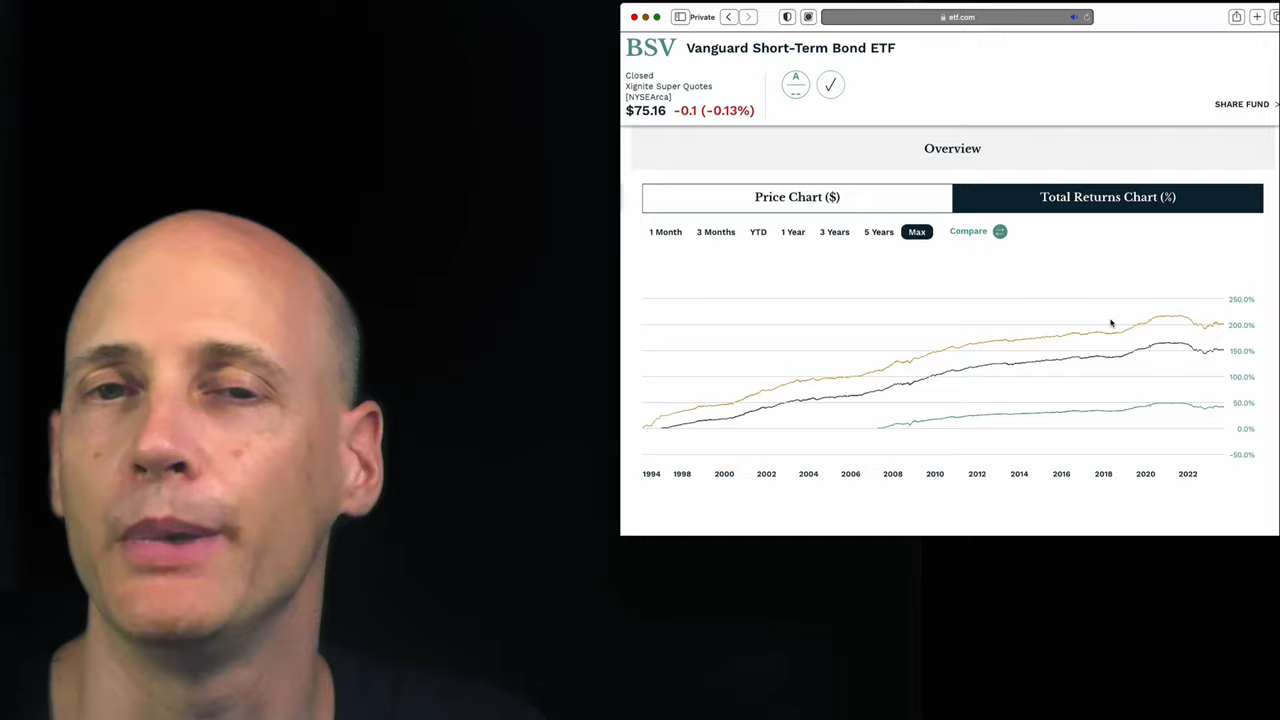 Private
etf.com
BSV Vanguard Short-Term Bond ETF
Closed
Xignite Super Quotes
[NYSEArca]
$75.16 -0.1 (-0.13%)
A
--
SHARE FUND
Overview
Price Chart ($) Total Returns Chart (%)
1 Month 3 Months YTD 1 Year 3 Years 5 Years Max Compare
250.0%
200.0%
150.0%
100.0%
50.0%
0.0%
-50.0%
1994 1998 2000 2002 2004 2006 2008 2010 2012 2014 2016 2018 2020 2022